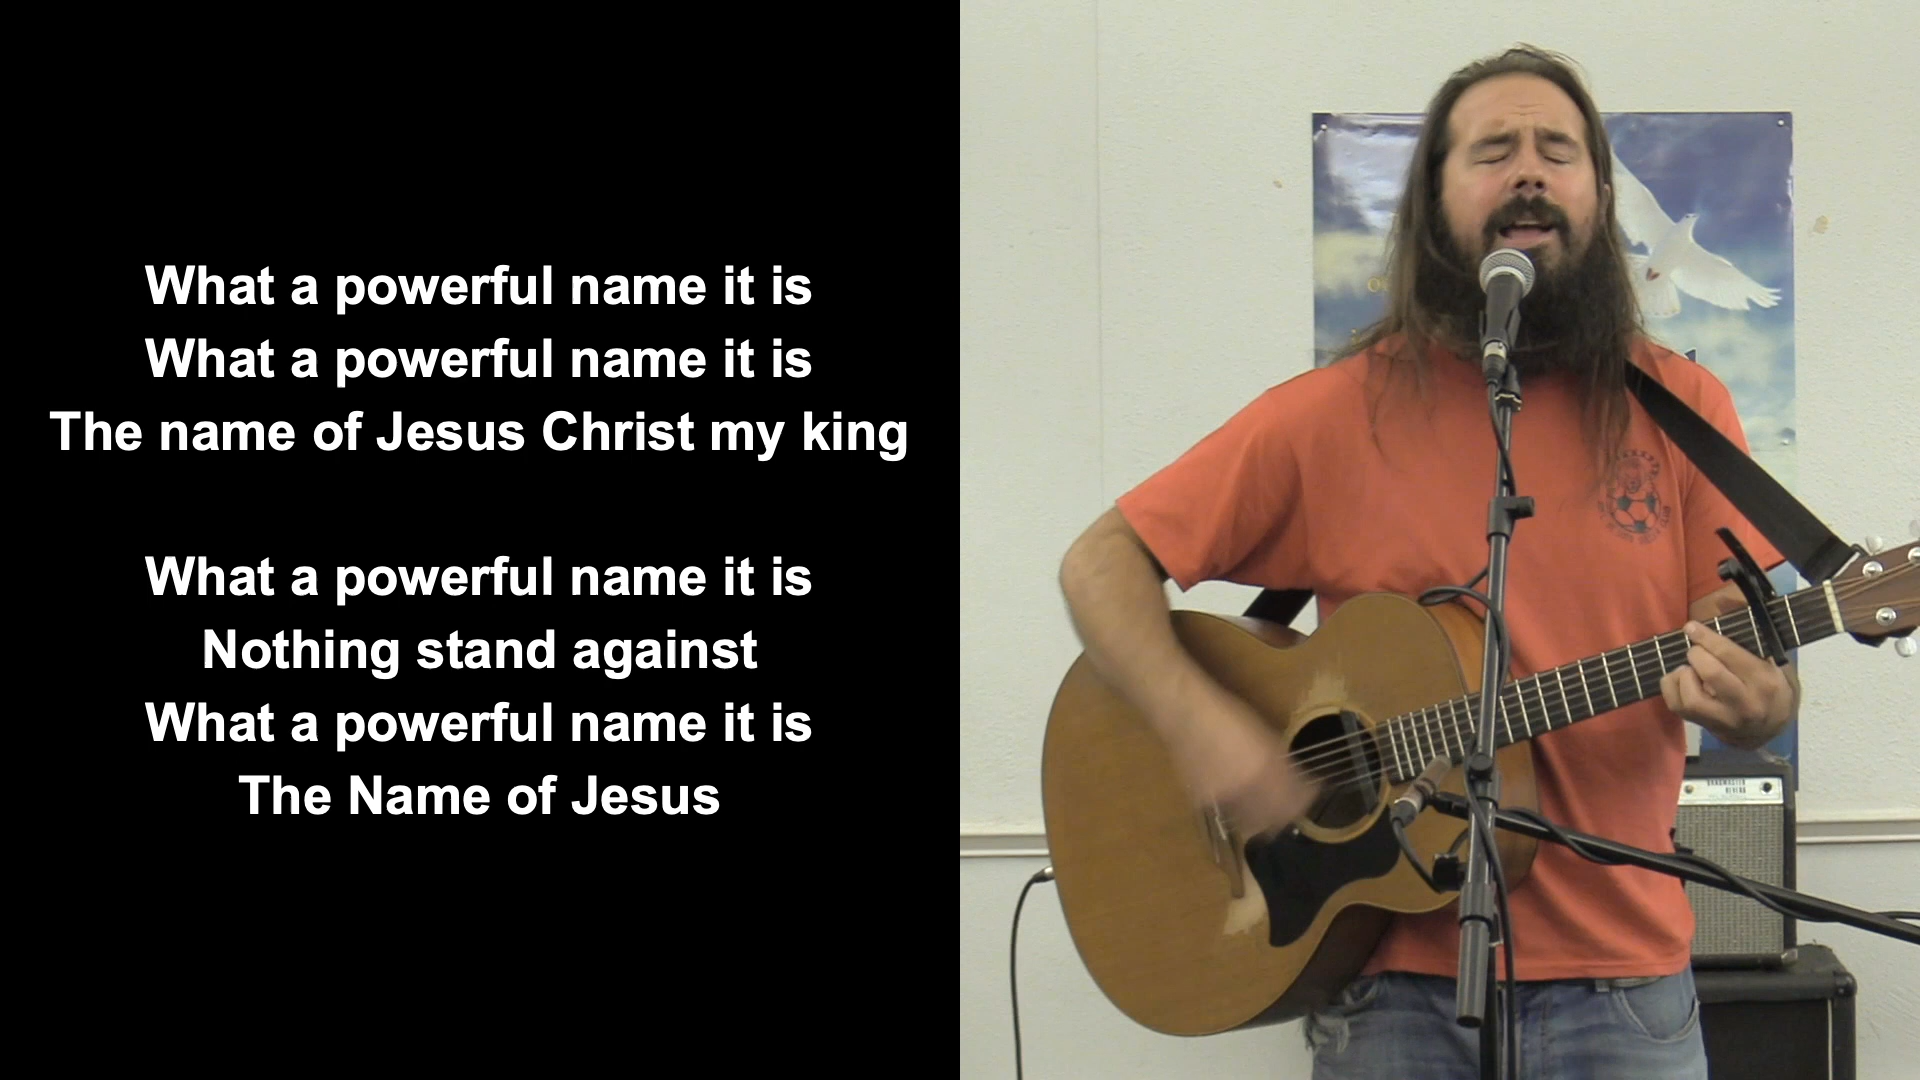 What a powerful name it is
What a powerful name it is
The name of Jesus Christ my king
What a powerful name it is
Nothing stand against
What a powerful name it is
The Name of Jesus